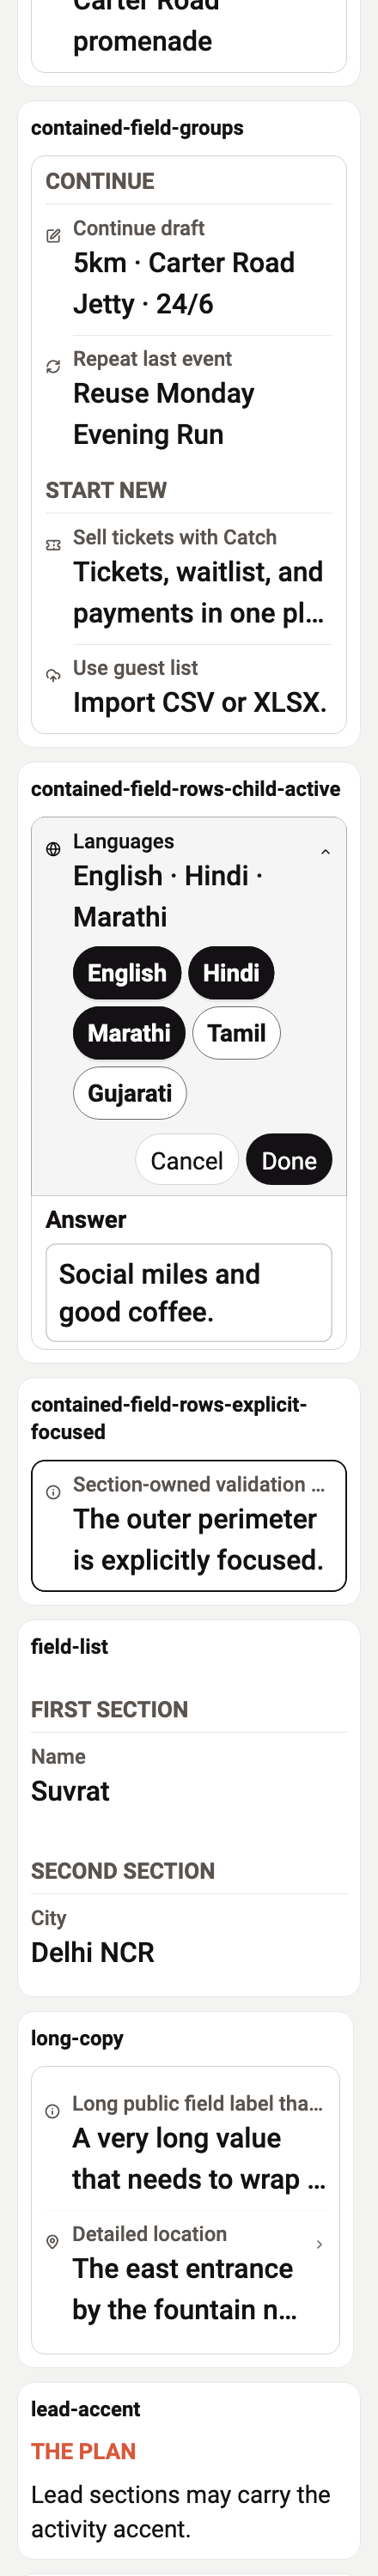 Carter Road
promenade
contained-field-groups
CONTINUE
Continue draft
5km · Carter Road
Jetty · 24/6
Repeat last event
Reuse Monday
Evening Run
START NEW
Sell tickets with Catch
Tickets, waitlist, and
payments in one pl...
Use guest list
Import CSV or XLSX.
contained-field-rows-child-active
Languages
English · Hindi ·
Marathi
English Hindi
Marathi Tamil
Gujarati
Cancel Done
Answer
Social miles and
good coffee.
contained-field-rows-explicit-
focused
Section-owned validation ...
The outer perimeter
is explicitly focused.
field-list
FIRST SECTION
Name
Suvrat
SECOND SECTION
City
Delhi NCR
long-copy
Long public field label tha...
A very long value
that needs to wrap ...
Detailed location
The east entrance
by the fountain n...
lead-accent
THE PLAN
Lead sections may carry the
activity accent.